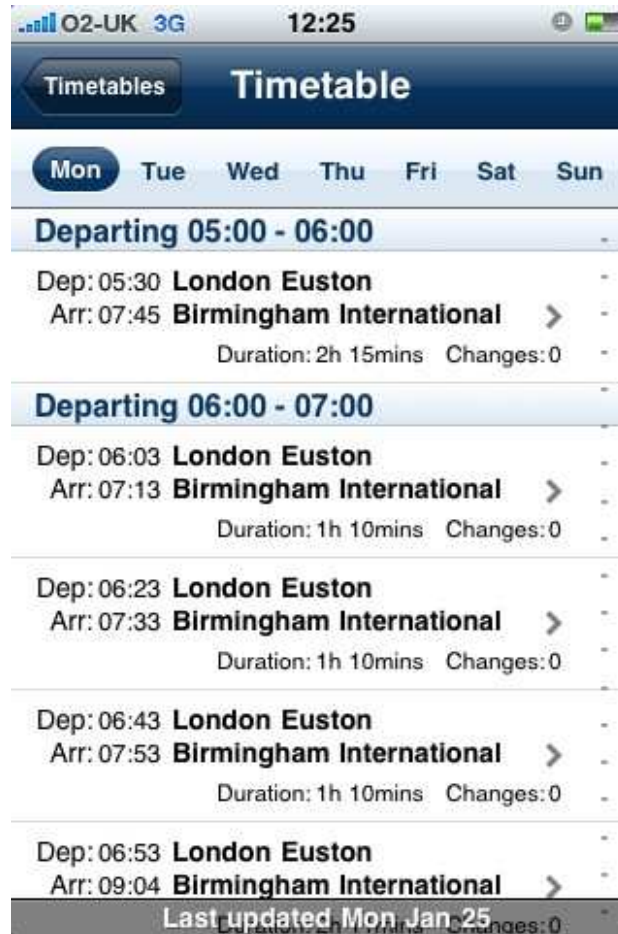 O2-UK 3G 12:25
Timetables Timetable
Mon Tue Wed Thu Fri Sat Sun
Departing 05:00 - 06:00
Dep: 05:30 London Euston
Arr: 07:45 Birmingham International
Duration: 2h 15mins Changes: 0
Departing 06:00 - 07:00
Dep: 06:03 London Euston
Arr: 07:13 Birmingham International
Duration: 1h 10mins Changes: 0
Dep: 06:23 London Euston
Arr: 07:33 Birmingham International
Duration: 1h 10mins Changes: 0
Dep: 06:43 London Euston
Arr: 07:53 Birmingham International
Duration: 1h 10mins Changes: 0
Dep: 06:53 London Euston
Arr: 09:04 Birmingham International
Last updated Mon Jan 25